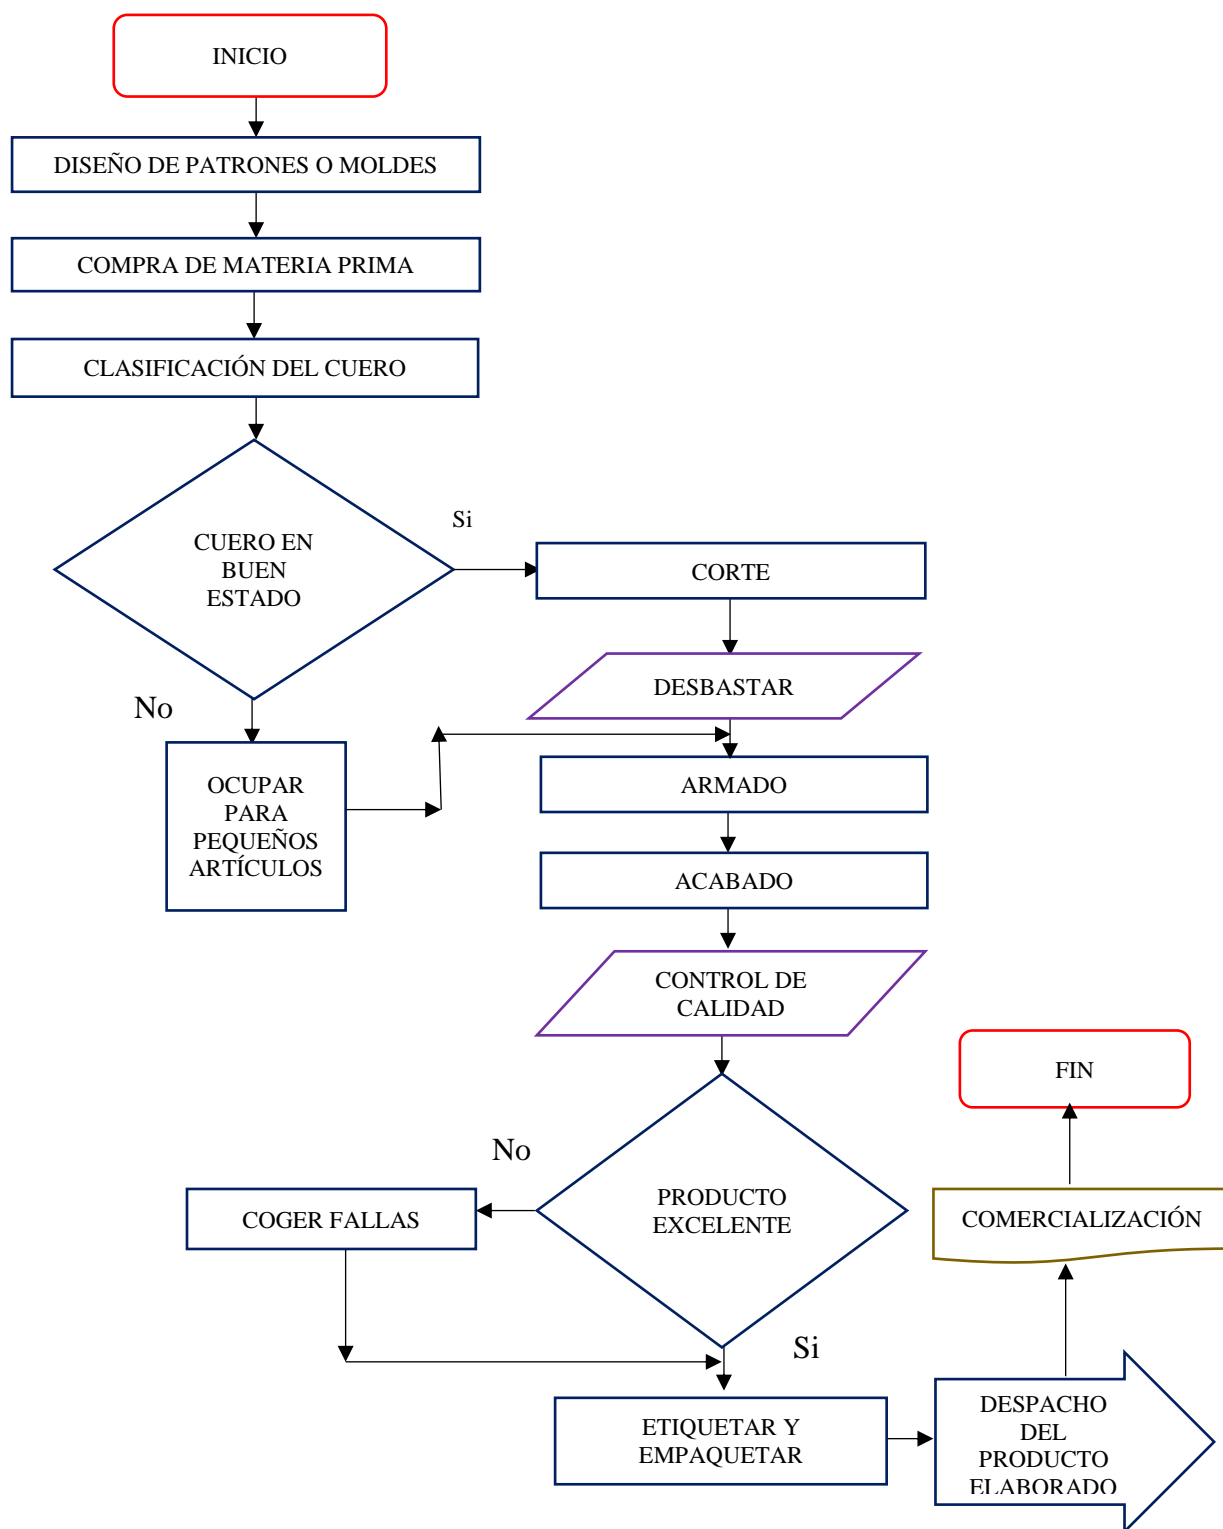 INICIO
DISEÑO DE PATRONES O MOLDES
COMPRA DE MATERIA PRIMA
CLASIFICACIÓN DEL CUERO
CUERO EN
BUEN
ESTADO
Si
CORTE
DESBASTAR
No
OCUPAR
PARA
PEQUEÑOS
ARTÍCULOS
ARMADO
ACABADO
CONTROL DE
CALIDAD
PRODUCTO
EXCELENTE
No
COGER FALLAS
Si
ETIQUETAR Y
EMPAQUETAR
DESPACHO
DEL
PRODUCTO
ELABORADO
COMERCIALIZACIÓN
FIN